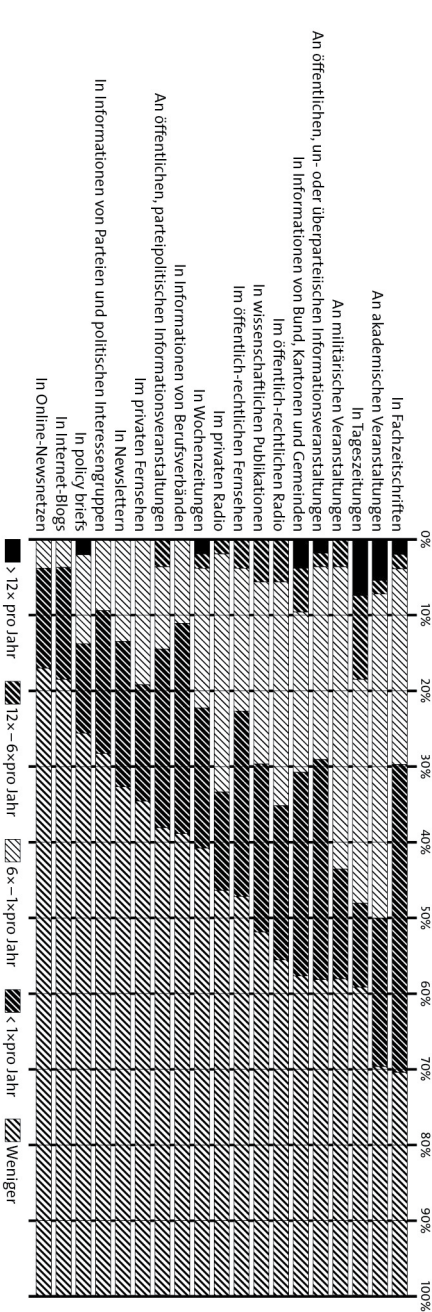 0% 10% 20% 30% 40% 50% 60% 70% 80% 90% 100%
In Fachzeitschriften
An akademischen Veranstaltungen
In Tageszeitungen
An militärischen Veranstaltungen
An öffentlichen, un- oder überparteiischen Informationsveranstaltungen
In Informationen von Bund, Kantonen und Gemeinden
Im öffentlich-rechtlichen Radio
In wissenschaftlichen Publikationen
Im öffentlich-rechtlichen Fernsehen
Im privaten Radio
In Wochenzeitungen
In Informationen von Berufsverbänden
An öffentlichen, parteipolitischen Informationsveranstaltungen
Im privaten Fernsehen
In Newslettern
In Informationen von Parteien und politischen Interessengruppen
In policy briefs
In Internet-Blogs
In Online-Newsnetzen
> 12× pro Jahr 12×–6×pro Jahr 6×–1×pro Jahr < 1×pro Jahr Weniger